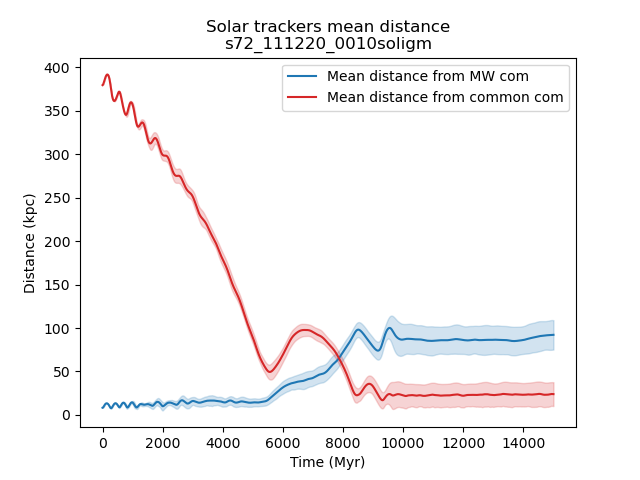 Solar trackers mean distance
s72_111220_0010soligm
Mean distance from MW com
Mean distance from common com
Distance (kpc)
400
350
300
250
200
150
100
50
0
0 2000 4000 6000 8000 10000 12000 14000
Time (Myr)